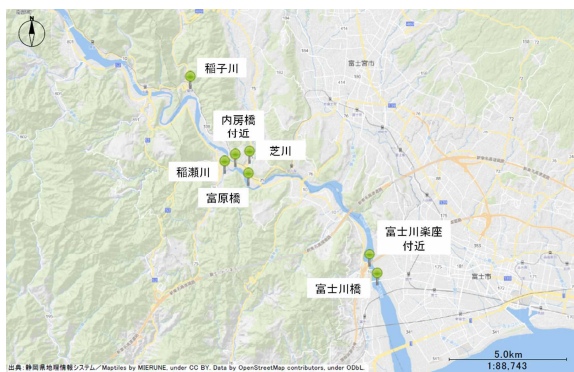 富士宮市
稲子川
内房橋
付近
芝川
稲瀬川
富原橋
富士川楽座
付近
富士川橋
富士市
5.0km
1:88,743
出典:静岡県地理情報システム/Maptiles by MIERUNE, under CC BY. Data by OpenStreetMap contributors, under ODbL.